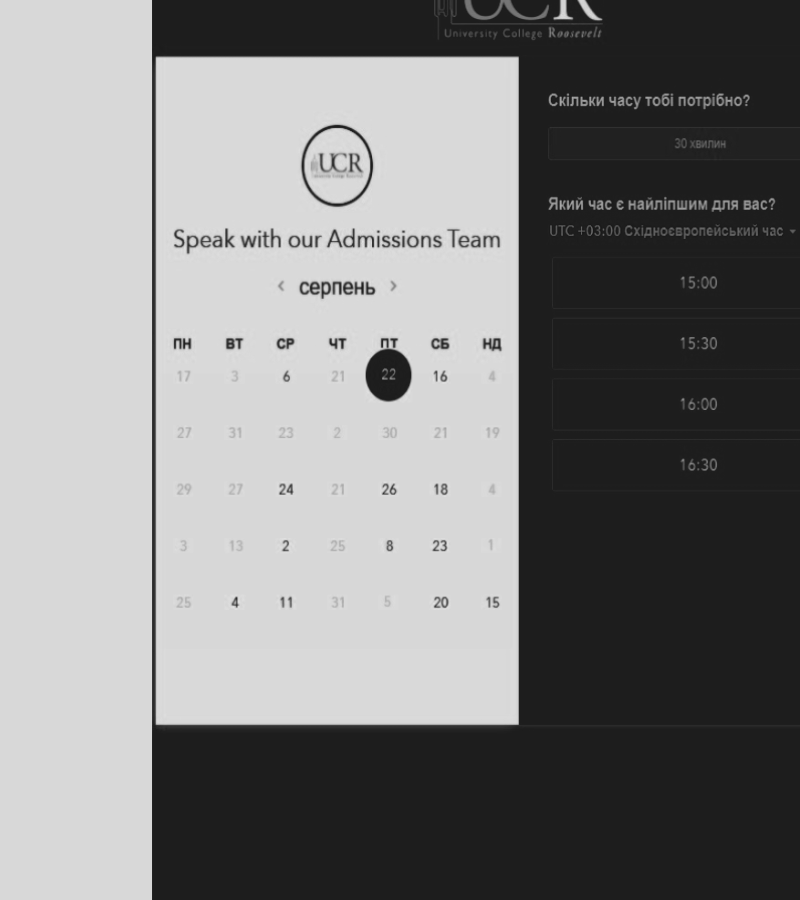 UCR
University College Roosevelt
UCR
Speak with our Admissions Team
‹ серпень ›
ПН ВТ СР ЧТ ПТ СБ НД
17 3 6 21 22 16 4
27 31 23 2 30 21 19
29 27 24 21 26 18 4
3 13 2 25 8 23 1
25 4 11 31 5 20 15
Скільки часу тобі потрібно?
30 хвилин
Який час є найліпшим для вас?
UTC +03:00 Східноєвропейський час
15:00
15:30
16:00
16:30